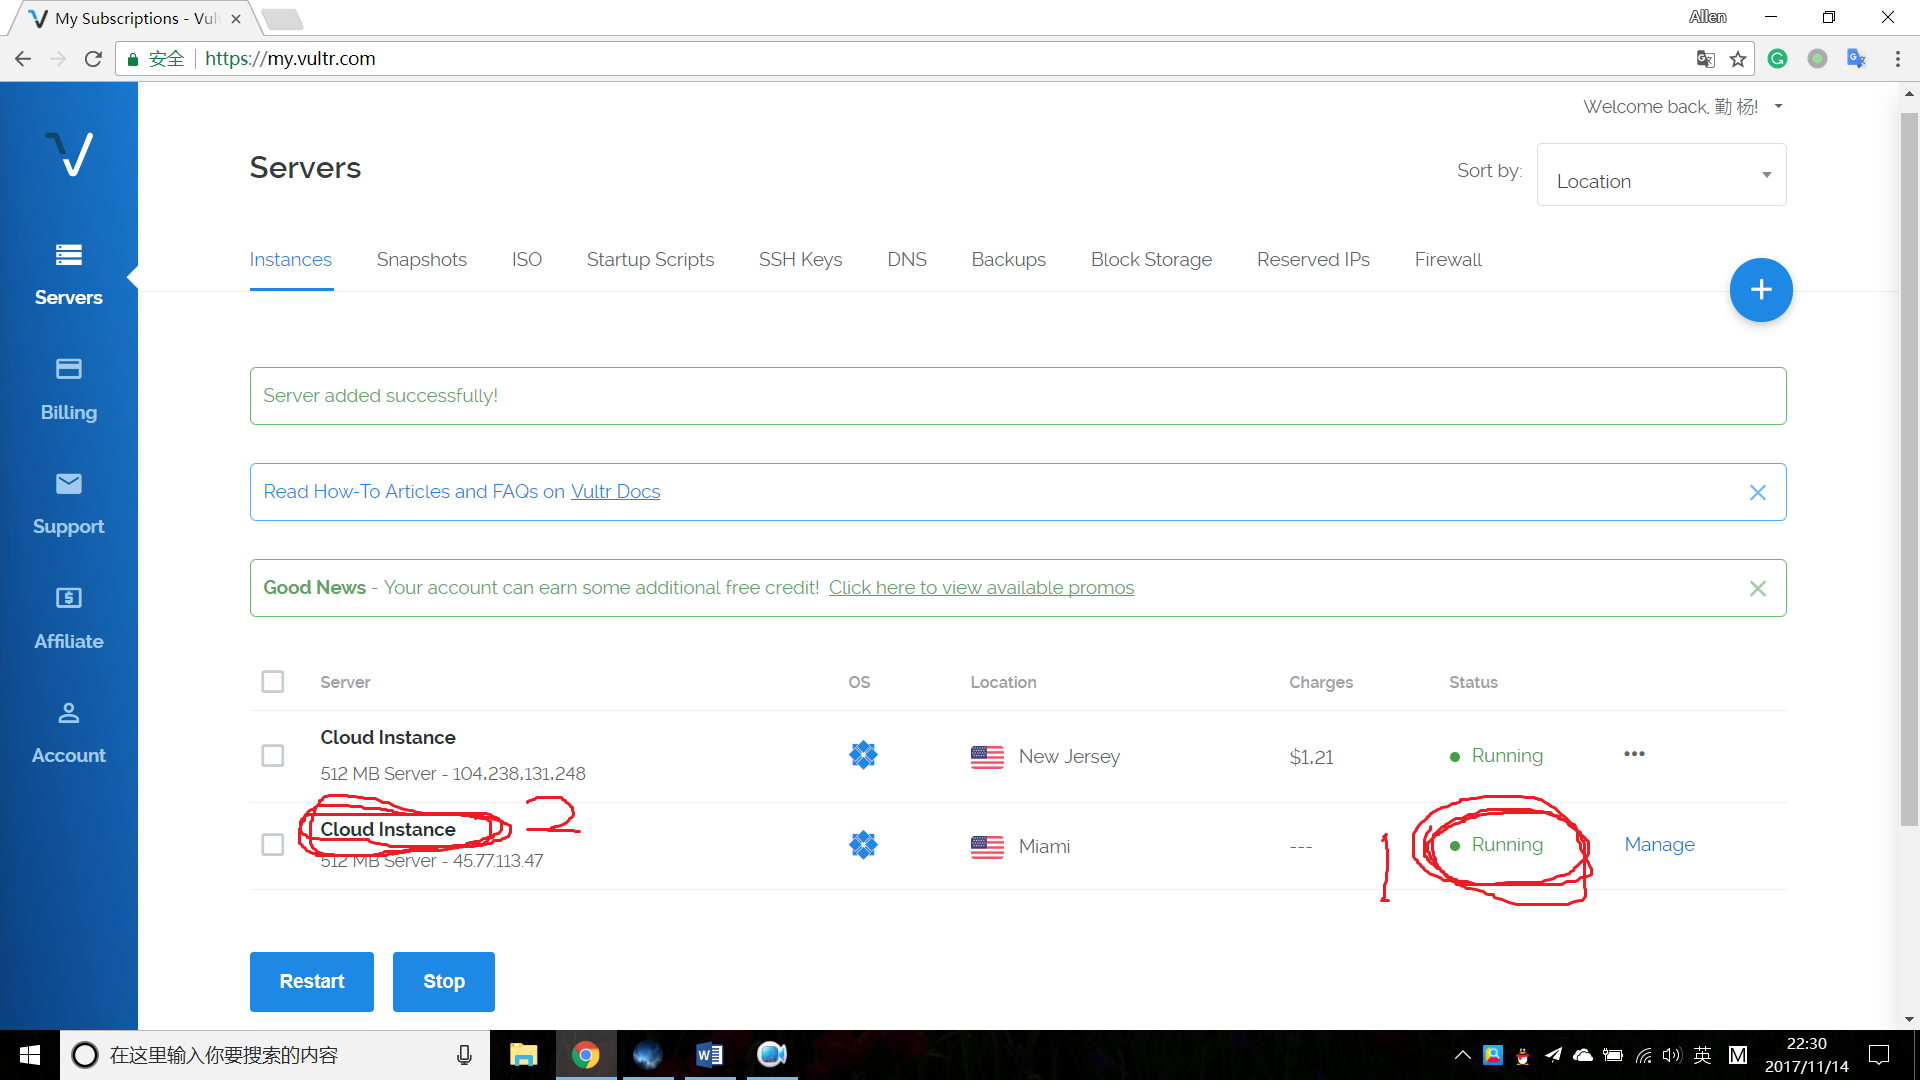 My Subscriptions - Vul
Allen
安全 https://my.vultr.com
Welcome back, 勤 杨!
Servers
Sort by: Location
Instances Snapshots ISO Startup Scripts SSH Keys DNS Backups Block Storage Reserved IPs Firewall
+
Servers
Billing
Support
Affiliate
Account
Server added successfully!
Read How-To Articles and FAQs on Vultr Docs
Good News - Your account can earn some additional free credit! Click here to view available promos
Server OS Location Charges Status
Cloud Instance
512 MB Server - 104.238.131.248
New Jersey $1.21 Running •••
Cloud Instance 2
512 MB Server - 45.77.113.47
Miami --- 1 Running Manage
Restart Stop
在这里输入你要搜索的内容
英 M
22:30
2017/11/14